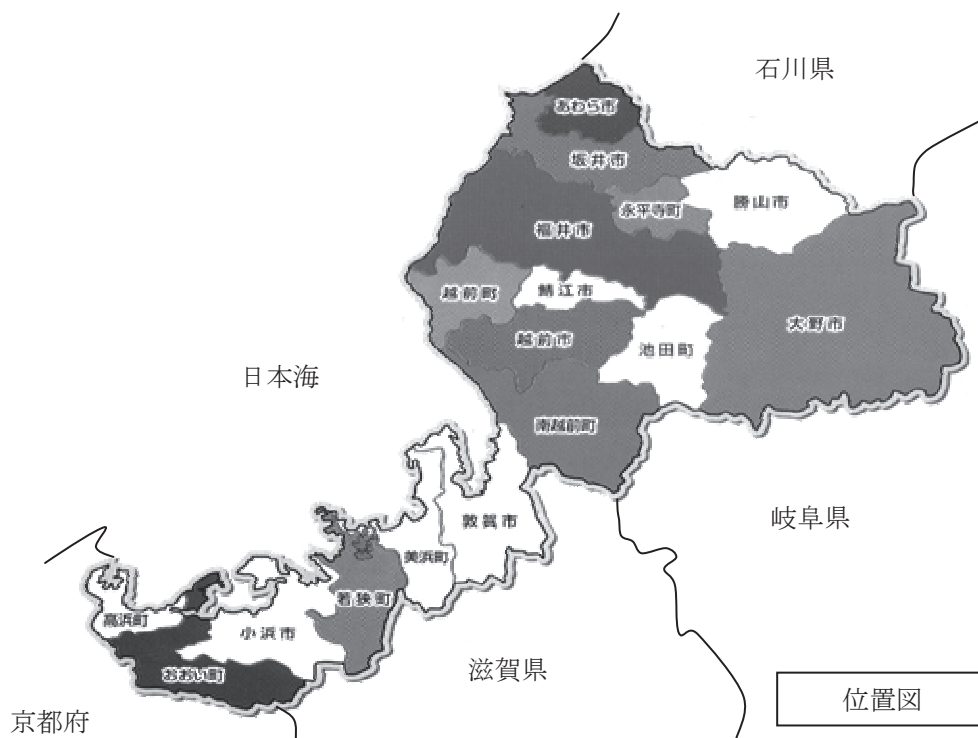 石川県
あわら市
坂井市
永平寺町
勝山市
福井市
越前町
鯖江市
大野市
越前市
池田町
日本海
南越前町
敦賀市
岐阜県
美浜町
若狭町
高浜町
小浜市
おおい町
滋賀県
京都府
位置図